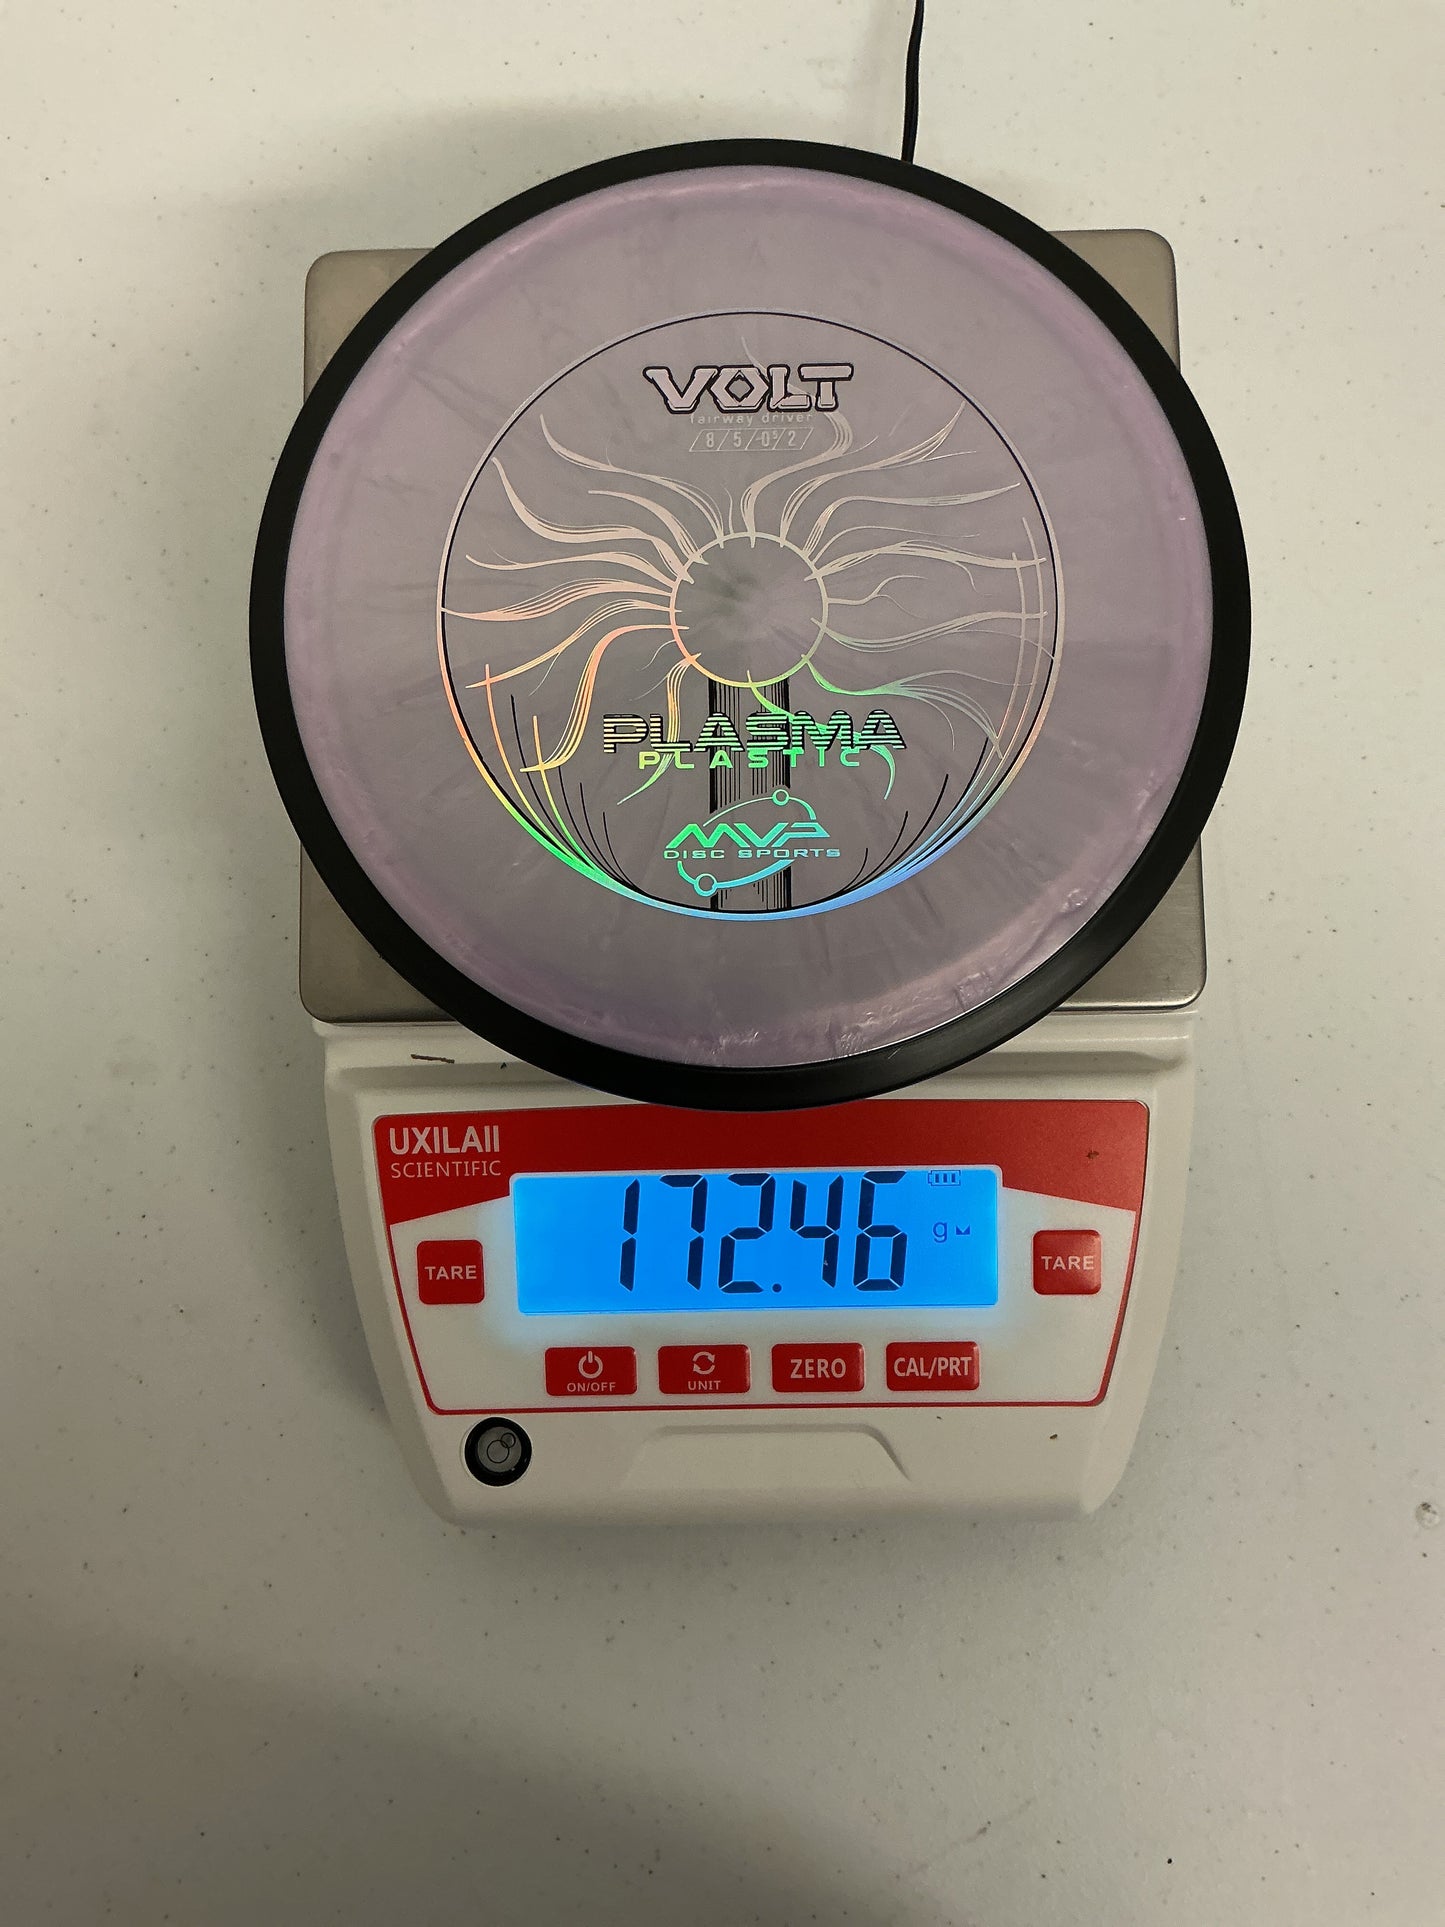 VOLT
fairway driver
8 / 5 / -0.5 / 2
PLASMA
PLASTIC
MVP
DISC SPORTS
UXILAII
SCIENTIFIC
172.46 g
TARE
TARE
ON/OFF
UNIT
ZERO
CAL/PRT